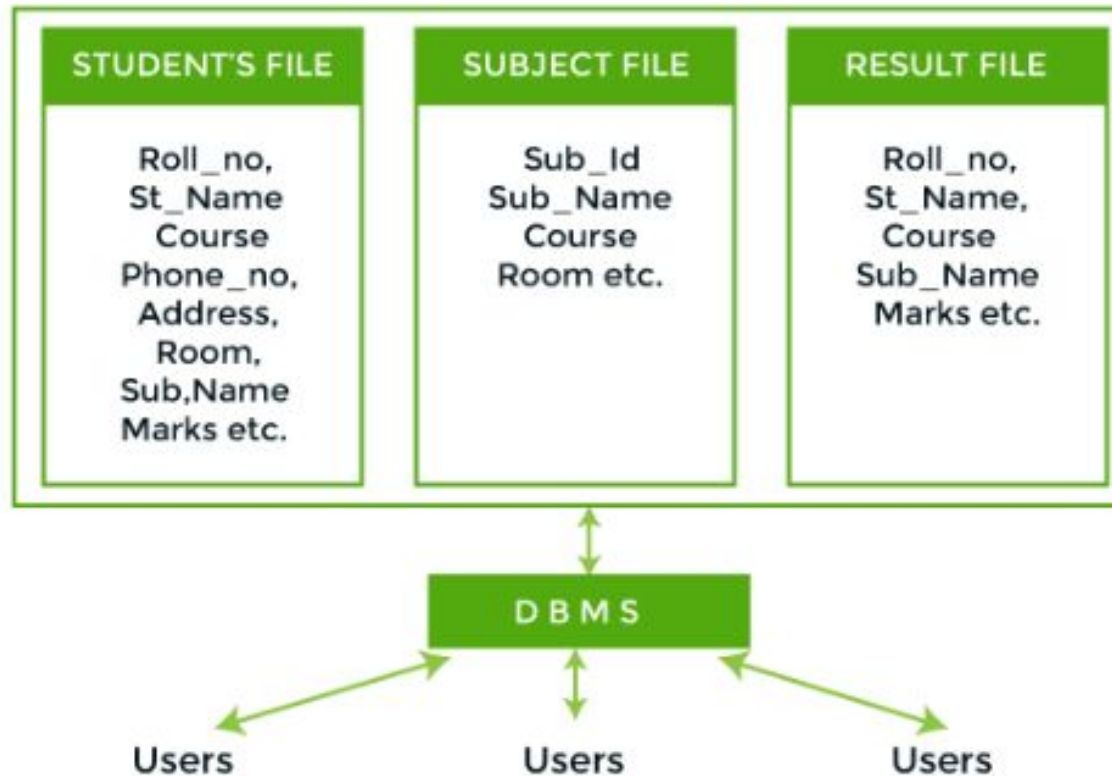 STUDENT'S FILE
Roll_no,
St_Name
Course
Phone_no,
Address,
Room,
Sub,Name
Marks etc.
SUBJECT FILE
Sub_Id
Sub_Name
Course
Room etc.
RESULT FILE
Roll_no,
St_Name,
Course
Sub_Name
Marks etc.
D B M S
Users
Users
Users